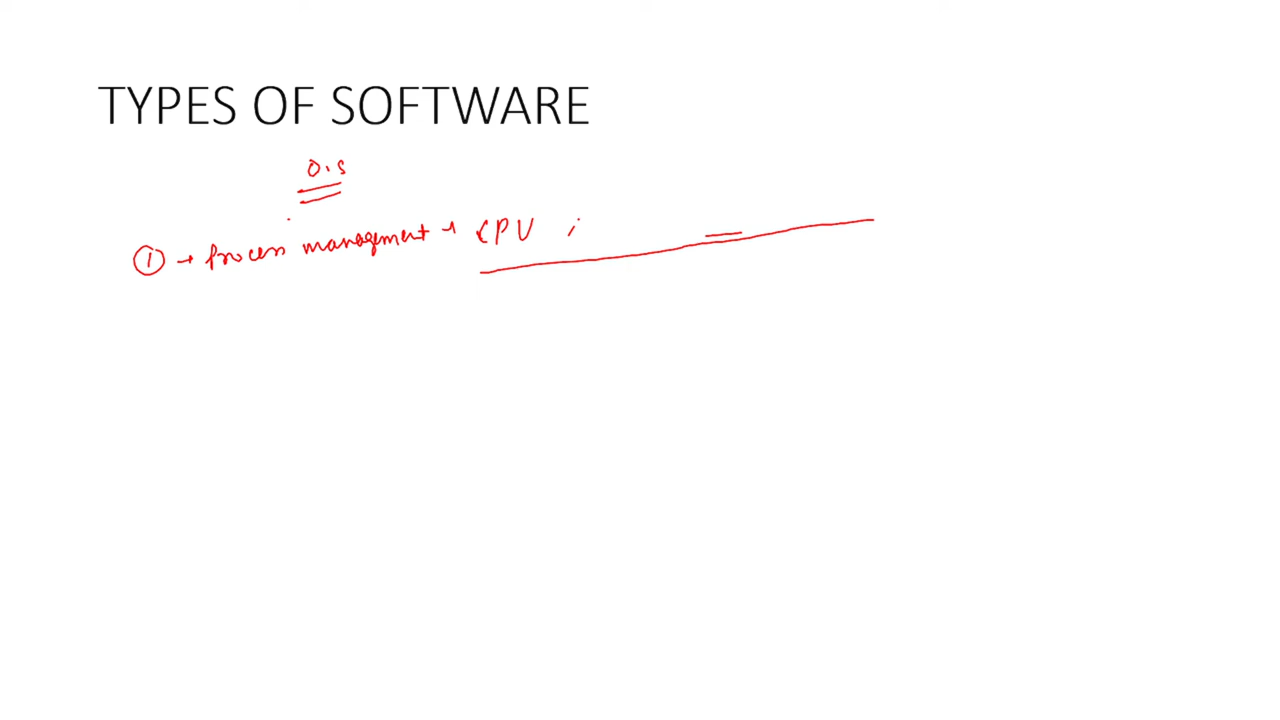 TYPES OF SOFTWARE
O.S
① → Process management → CPU ;